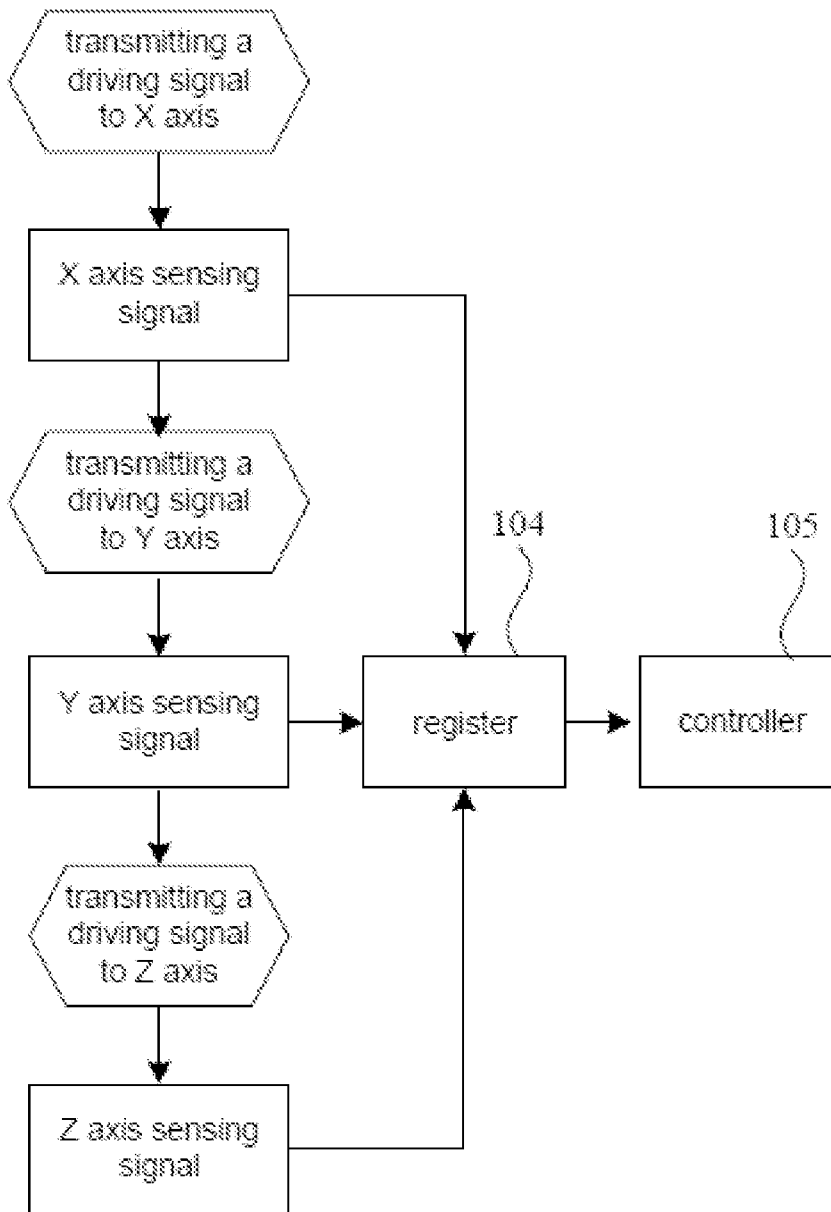 transmitting a
driving signal
to X axis
X axis sensing
signal
transmitting a
driving signal
to Y axis
104
105
Y axis sensing
signal
register
controller
transmitting a
driving signal
to Z axis
Z axis sensing
signal